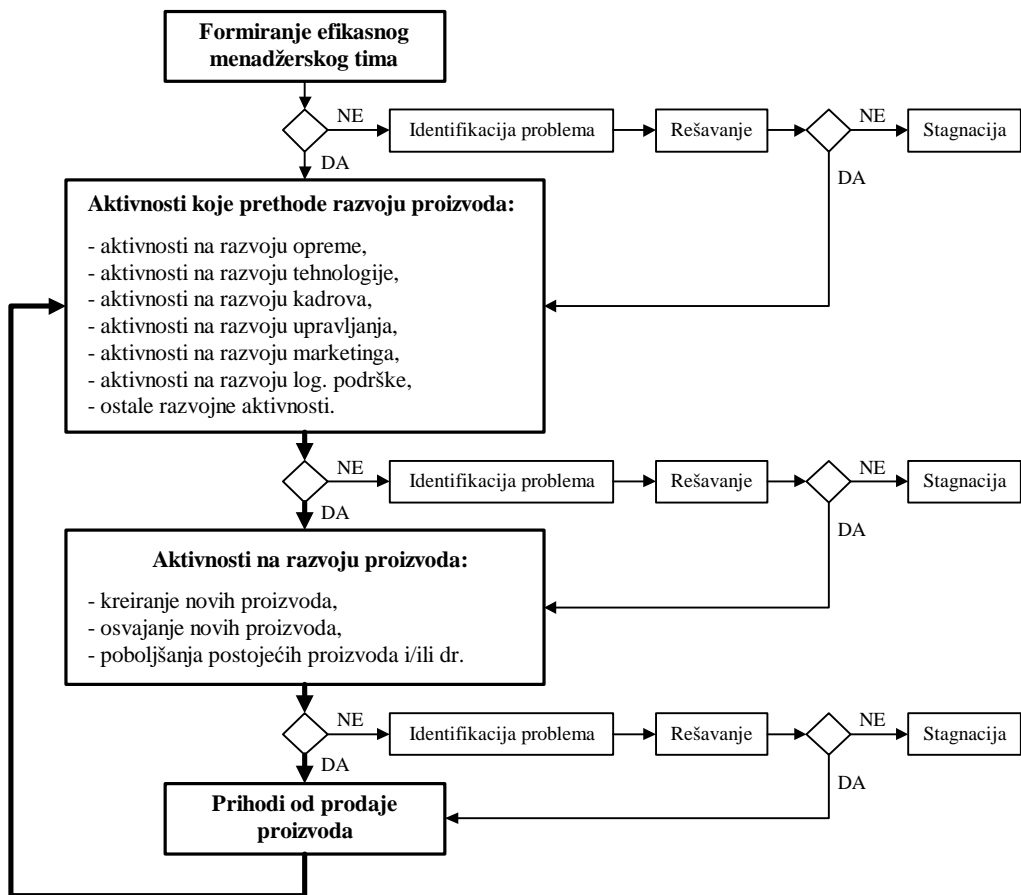 Formiranje efikasnog
menadžerskog tima
NE
Identifikacija problema
Rešavanje
NE
Stagnacija
DA
DA
Aktivnosti koje prethode razvoju proizvoda:
- aktivnosti na razvoju opreme,
- aktivnosti na razvoju tehnologije,
- aktivnosti na razvoju kadrova,
- aktivnosti na razvoju upravljanja,
- aktivnosti na razvoju marketinga,
- aktivnosti na razvoju log. podrške,
- ostale razvojne aktivnosti.
NE
Identifikacija problema
Rešavanje
NE
Stagnacija
DA
DA
Aktivnosti na razvoju proizvoda:
- kreiranje novih proizvoda,
- osvajanje novih proizvoda,
- poboljšanja postojećih proizvoda i/ili dr.
NE
Identifikacija problema
Rešavanje
NE
Stagnacija
DA
DA
Prihodi od prodaje
proizvoda